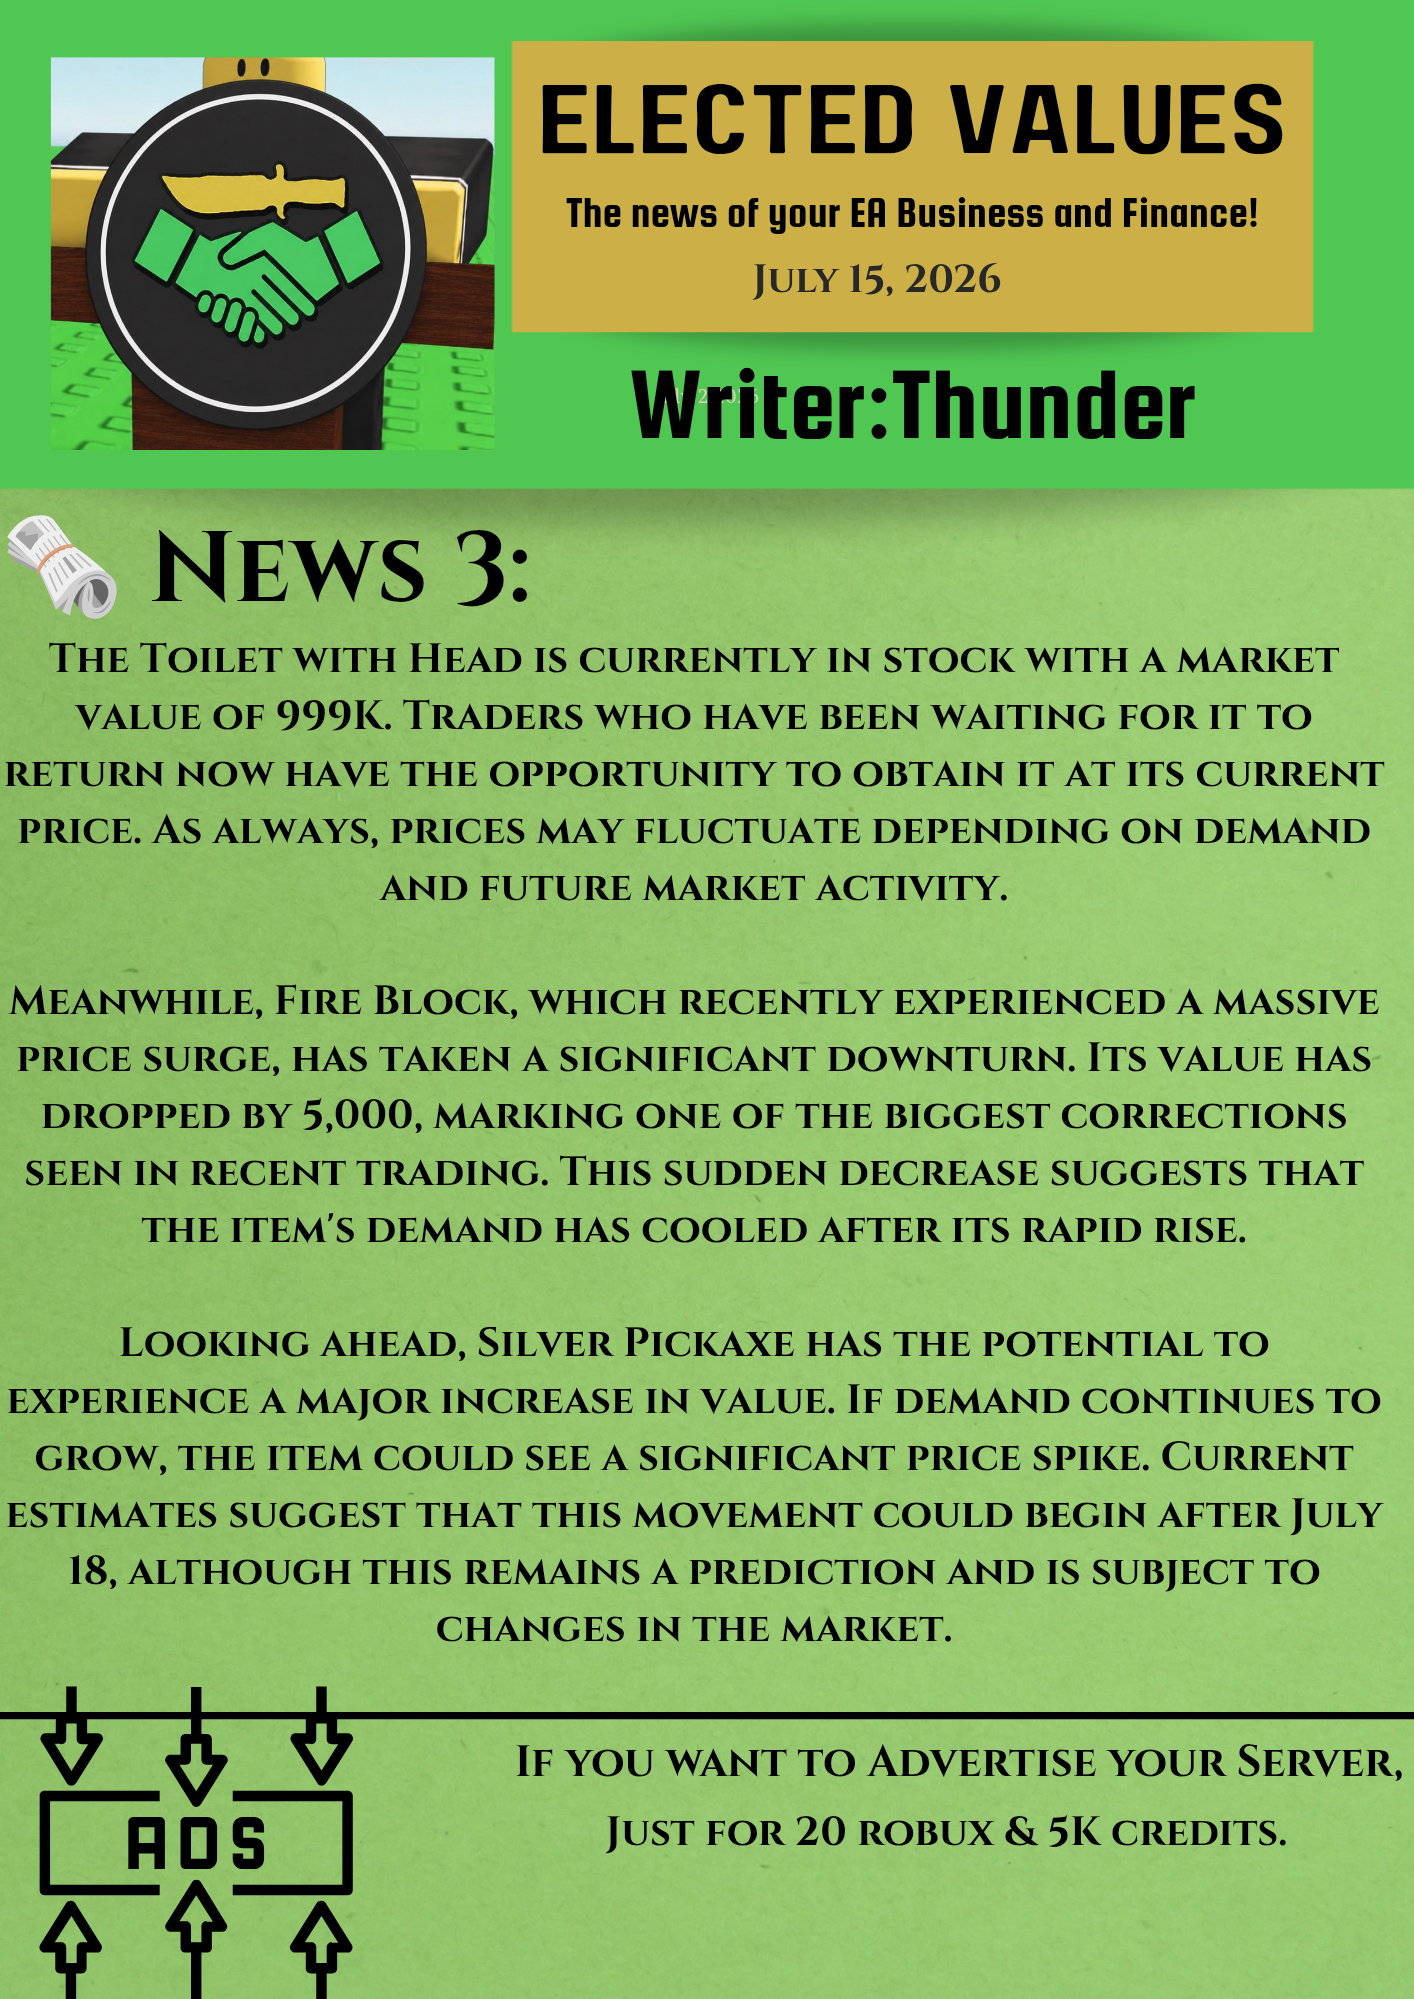 ELECTED VALUES
The news of your EA Business and Finance!
July 15, 2026
Writer:Thunder
News 3:
The Toilet with Head is currently in stock with a market
value of 999K. Traders who have been waiting for it to
return now have the opportunity to obtain it at its current
price. As always, prices may fluctuate depending on demand
and future market activity.
Meanwhile, Fire Block, which recently experienced a massive
price surge, has taken a significant downturn. Its value has
dropped by 5,000, marking one of the biggest corrections
seen in recent trading. This sudden decrease suggests that
the item's demand has cooled after its rapid rise.
Looking ahead, Silver Pickaxe has the potential to
experience a major increase in value. If demand continues to
grow, the item could see a significant price spike. Current
estimates suggest that this movement could begin after July
18, although this remains a prediction and is subject to
changes in the market.
ADS
If you want to Advertise your Server,
Just for 20 robux & 5K credits.